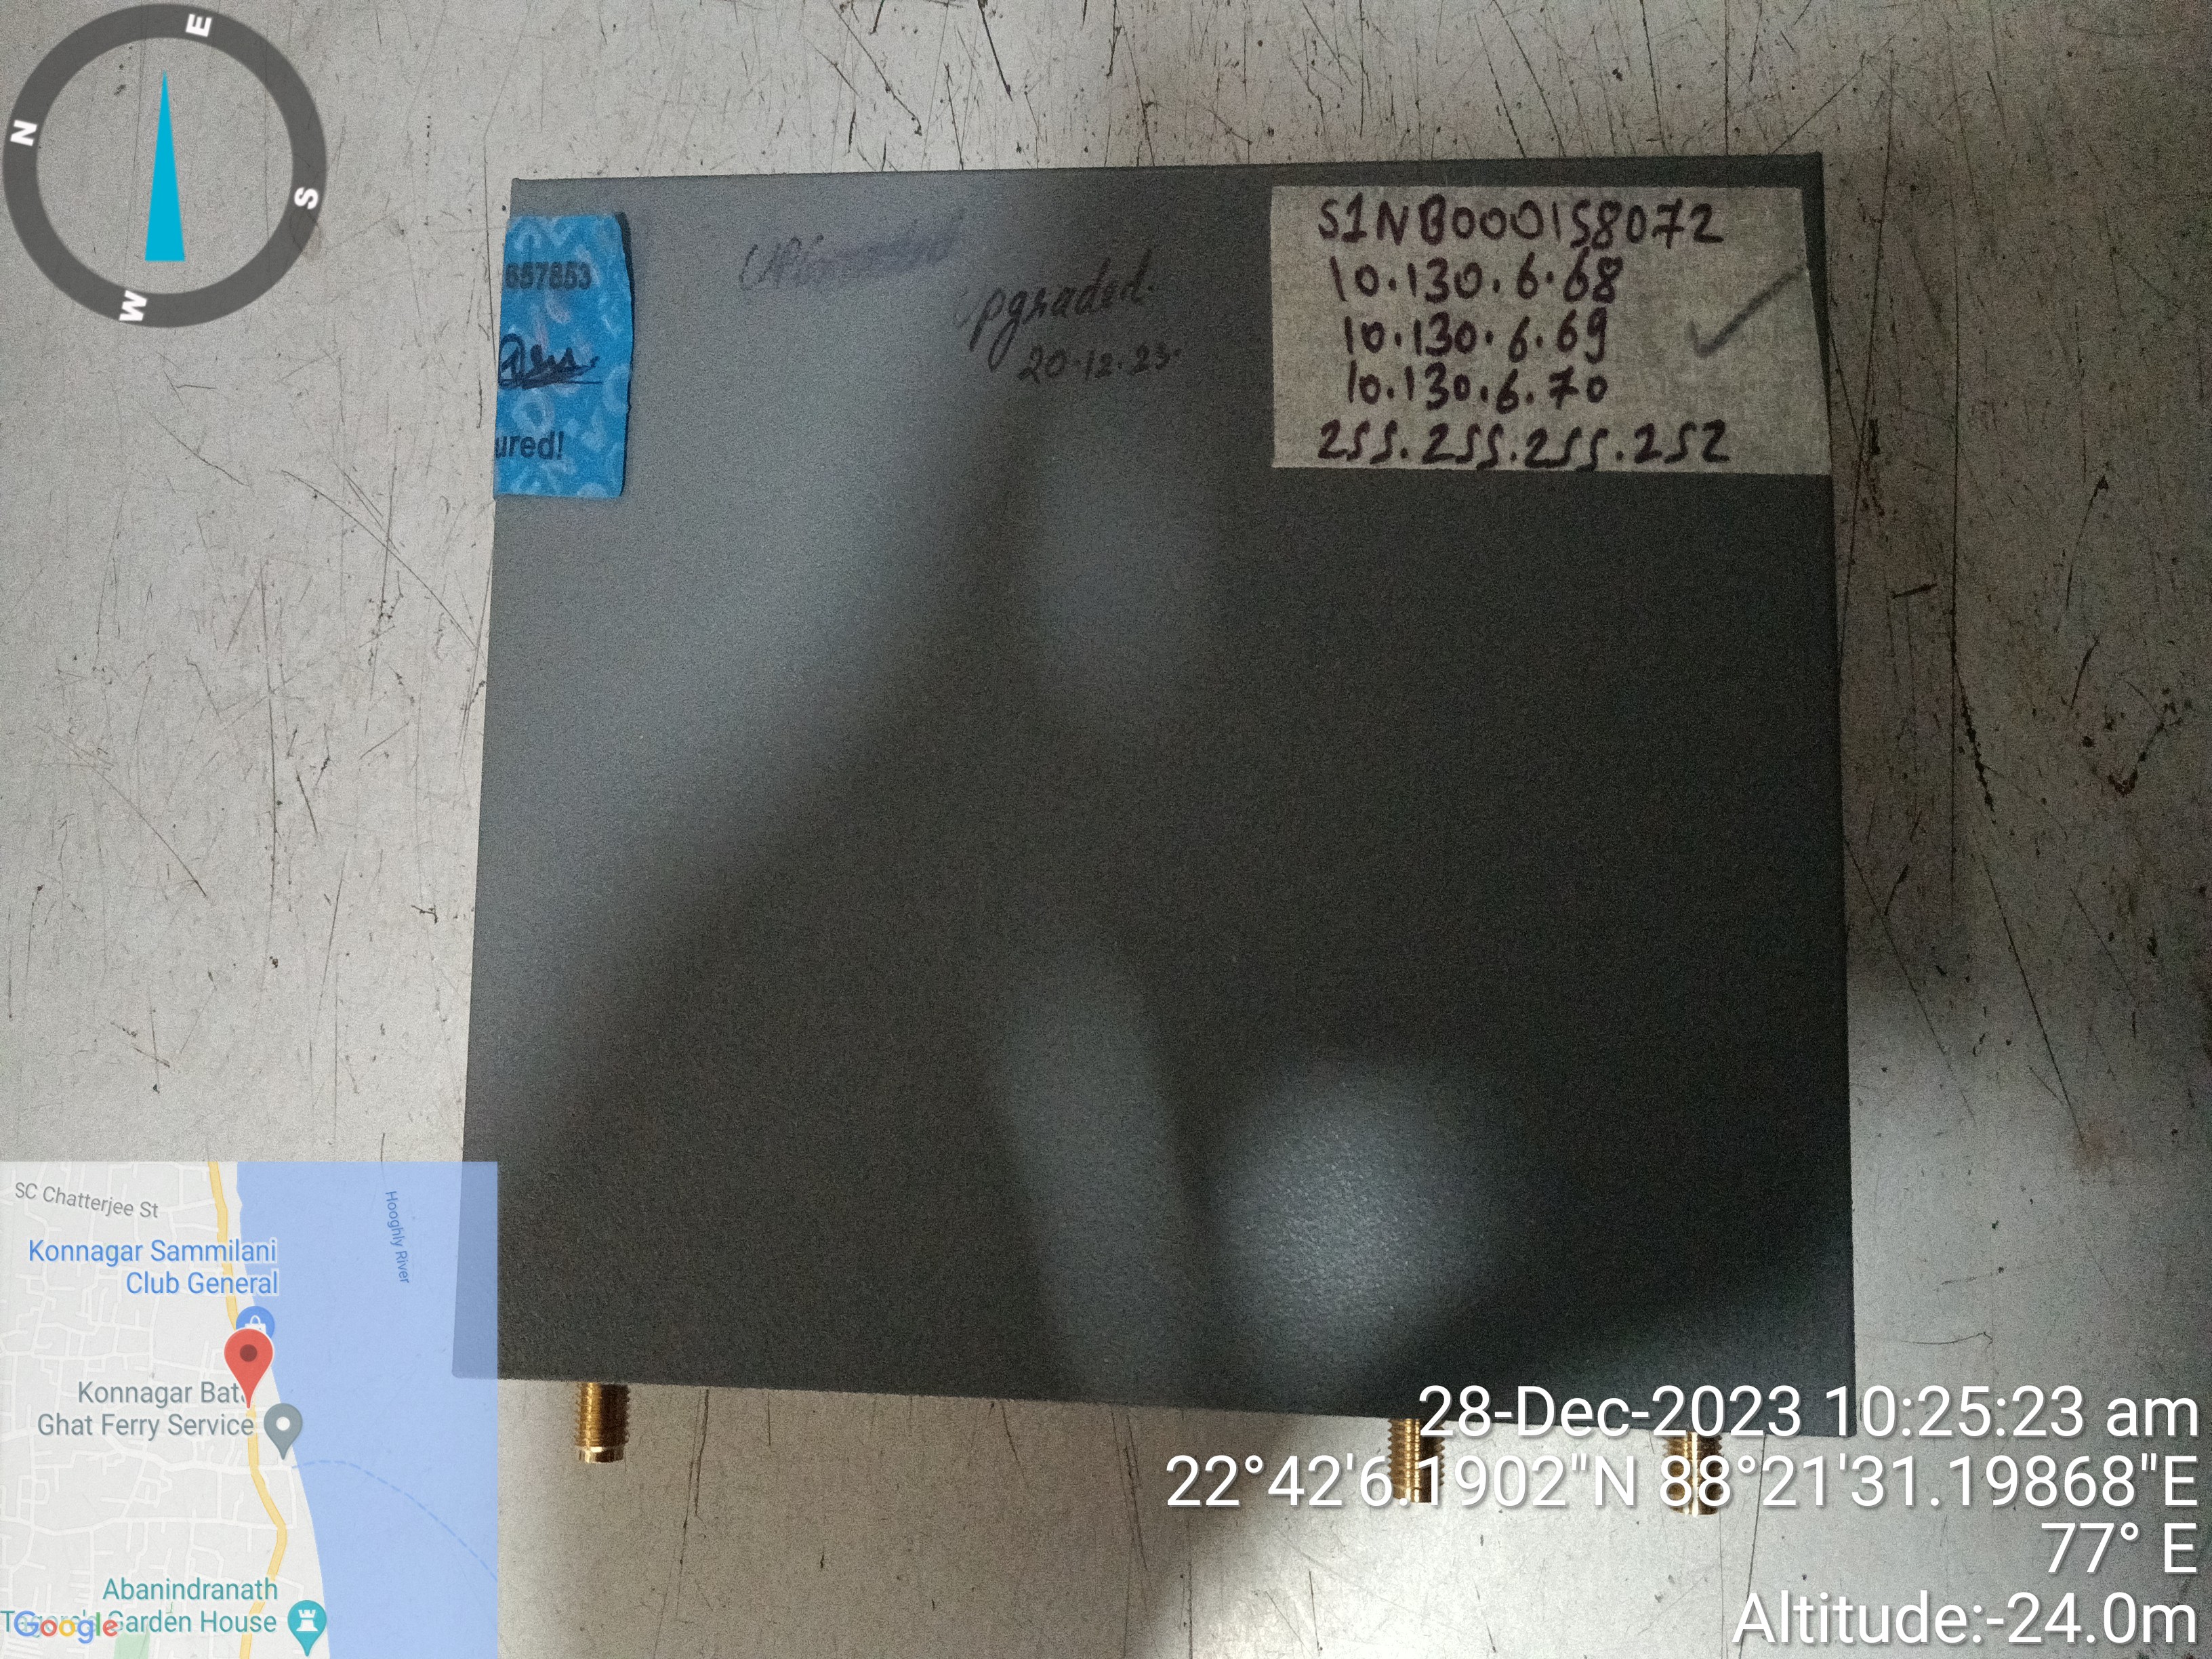 E
N
S
W
657853
ured!
Upgraded
20.12.23.
S1NB000158072
10.130.6.68
10.130.6.69
10.130.6.70
255.255.255.252
SC Chatterjee St
Hooghly River
Konnagar Sammilani
Club General
Konnagar Bata
Ghat Ferry Service
Abanindranath
Tagore's Garden House
Google
28-Dec-2023 10:25:23 am
22°42'6.1902"N 88°21'31.19868"E
77° E
Altitude:-24.0m